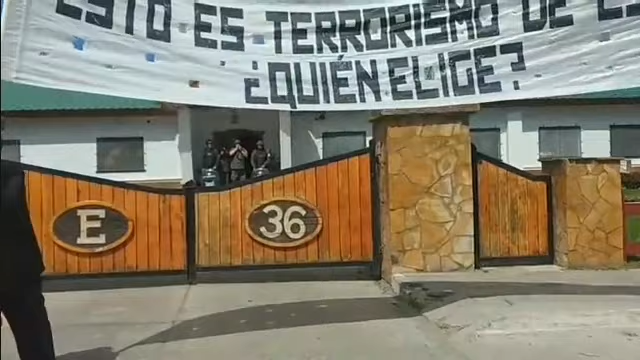 ESTO ES TERRORISMO DE
¿QUIÉN ELIGE?
E
36